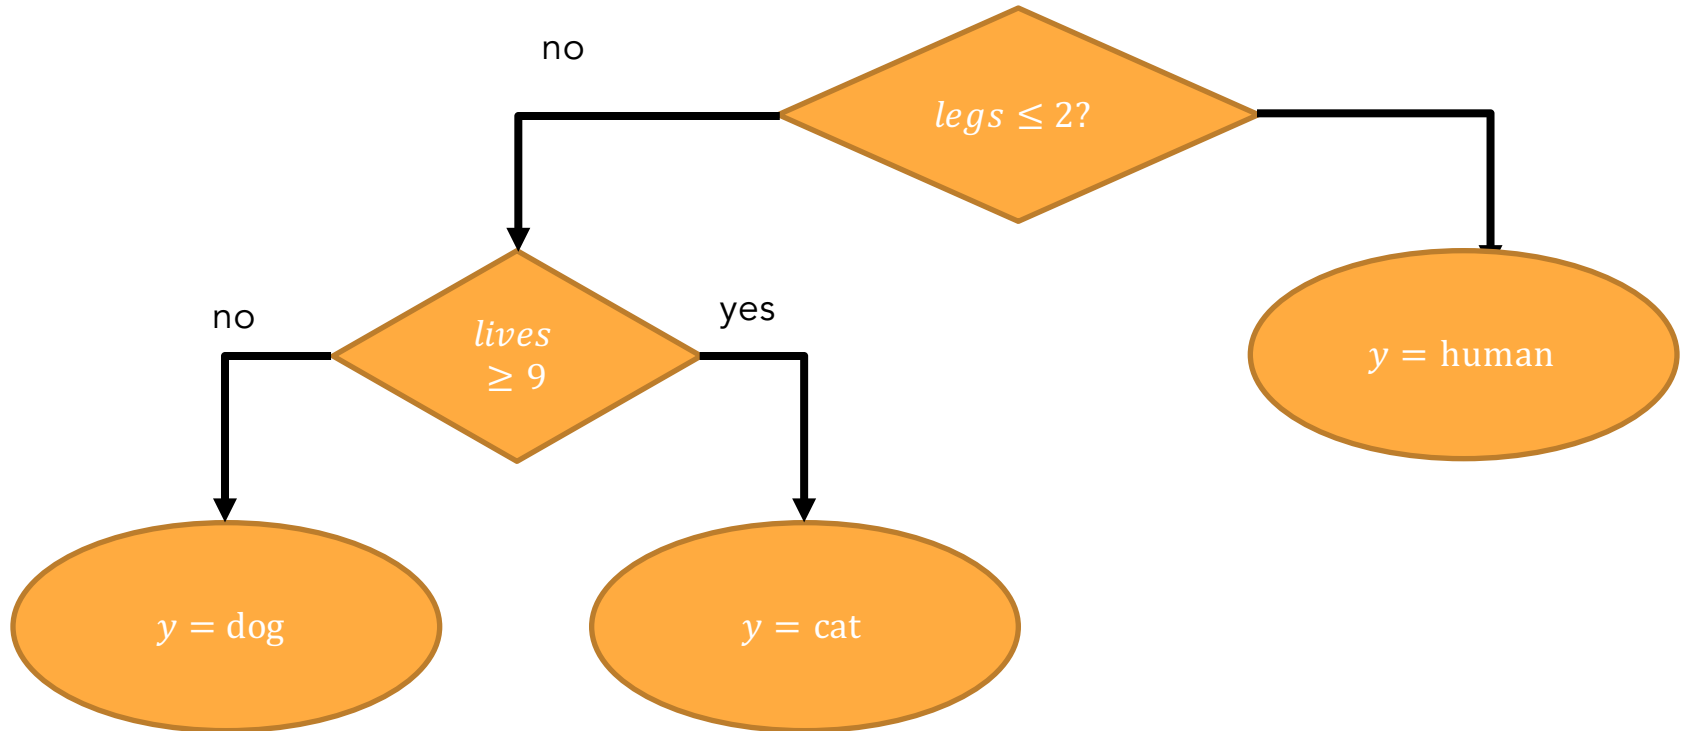 no
legs ≤ 2?
no
lives
≥ 9
yes
y = human
y = dog
y = cat